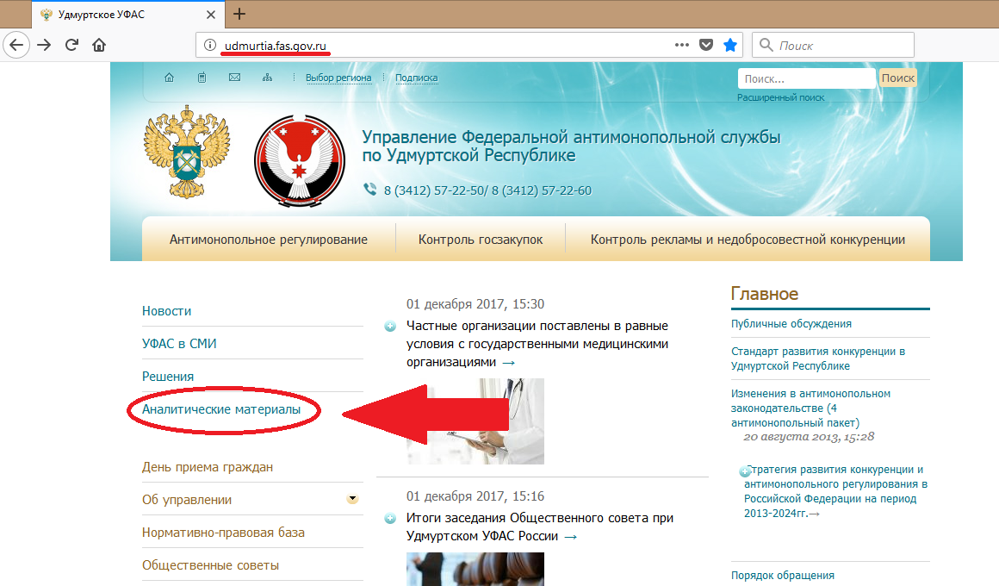 Удмуртское УФАС
udmurtia.fas.gov.ru
Поиск
Выбор региона
Подписка
Поиск...
Поиск
Расширенный поиск
Управление Федеральной антимонопольной службы
по Удмуртской Республике
8 (3412) 57-22-50/ 8 (3412) 57-22-60
Антимонопольное регулирование
Контроль госзакупок
Контроль рекламы и недобросовестной конкуренции
Новости
УФАС в СМИ
Решения
Аналитические материалы
День приема граждан
Об управлении
Нормативно-правовая база
Общественные советы
01 декабря 2017, 15:30
Частные организации поставлены в равные
условия с государственными медицинскими
организациями →
01 декабря 2017, 15:16
Итоги заседания Общественного совета при
Удмуртском УФАС России →
Главное
Публичные обсуждения
Стандарт развития конкуренции в
Удмуртской Республике
Изменения в антимонопольном
законодательстве (4
антимонопольный пакет)
20 августа 2013, 15:28
Стратегия развития конкуренции и
антимонопольного регулирования в
Российской Федерации на период
2013-2024гг.→
Порядок обращения